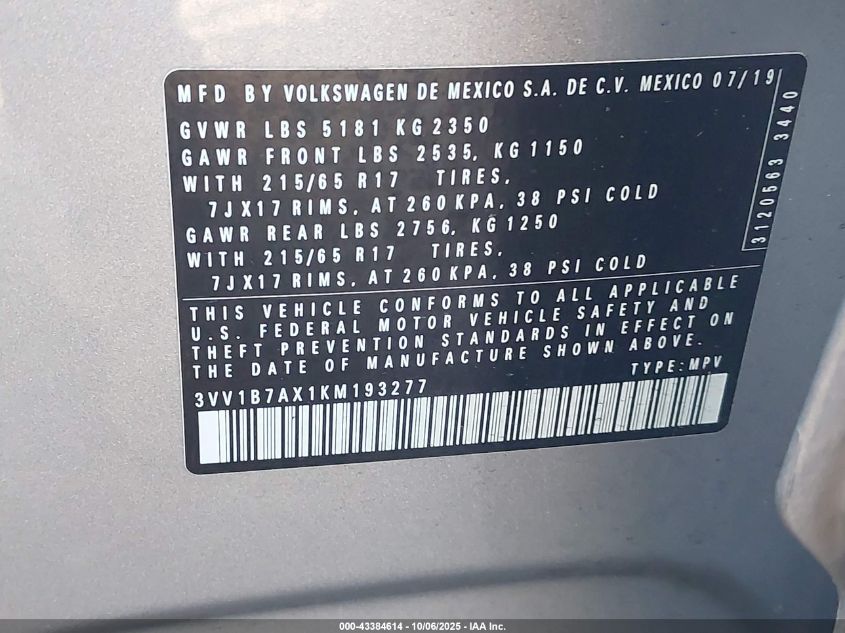 MFD BY VOLKSWAGEN DE MEXICO S.A. DE C.V. MEXICO 07/19
GVWR LBS 5181 KG 2350
GAWR FRONT LBS 2535, KG 1150
WITH 215/65 R17 TIRES,
7JX17 RIMS, AT 260 KPA, 38 PSI COLD
GAWR REAR LBS 2756, KG 1250
WITH 215/65 R17 TIRES,
7JX17 RIMS, AT 260 KPA, 38 PSI COLD
3120563 3440
THIS VEHICLE CONFORMS TO ALL APPLICABLE
U.S. FEDERAL MOTOR VEHICLE SAFETY AND
THEFT PREVENTION STANDARDS IN EFFECT ON
THE DATE OF MANUFACTURE SHOWN ABOVE.
TYPE: MPV
3VV1B7AX1KM193277
000-43384614 - 10/06/2025 - IAA Inc.